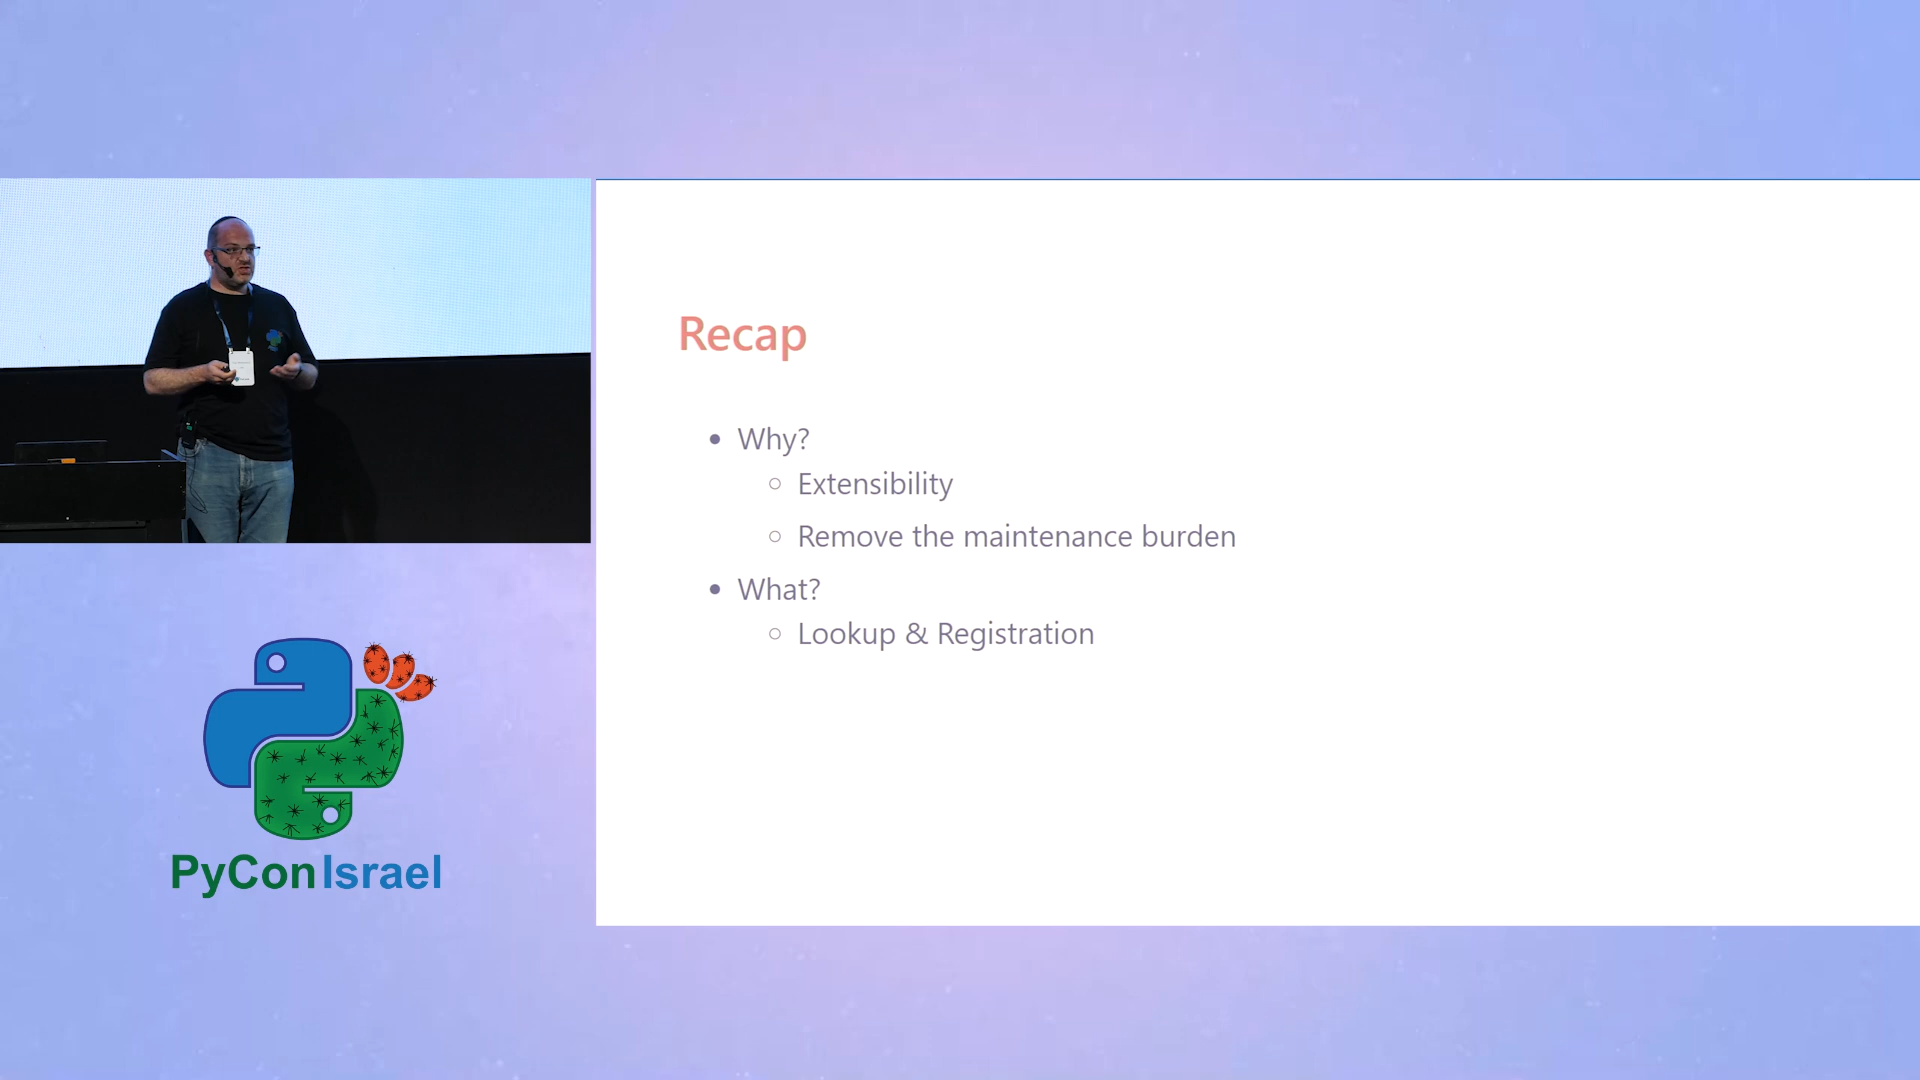 Recap
Why?
Extensibility
Remove the maintenance burden
What?
Lookup & Registration
PyConIsrael